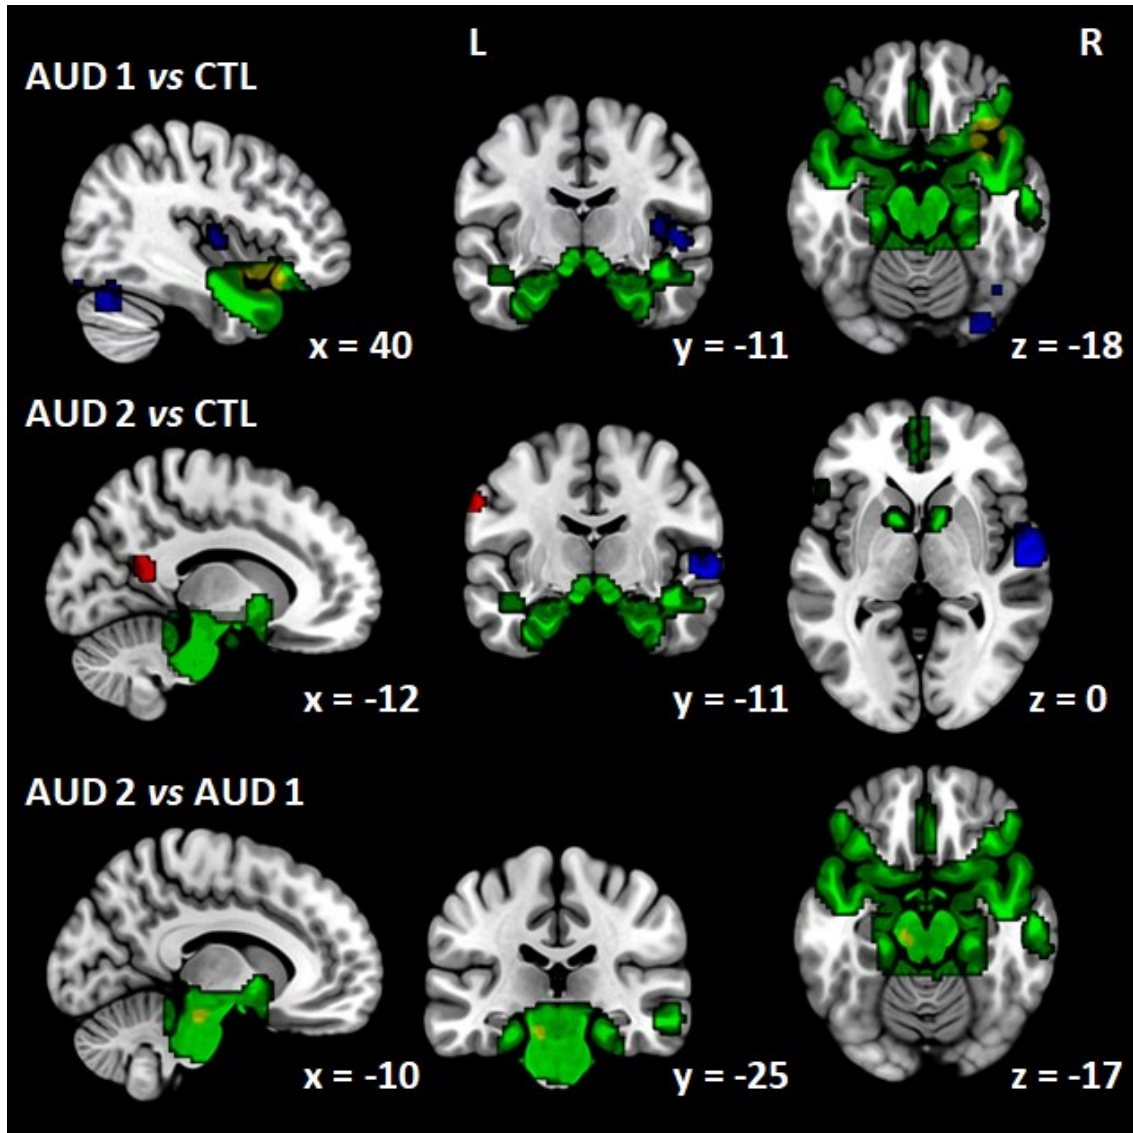 L R
AUD 1 vs CTL
x = 40 y = -11 z = -18
AUD 2 vs CTL
x = -12 y = -11 z = 0
AUD 2 vs AUD 1
x = -10 y = -25 z = -17